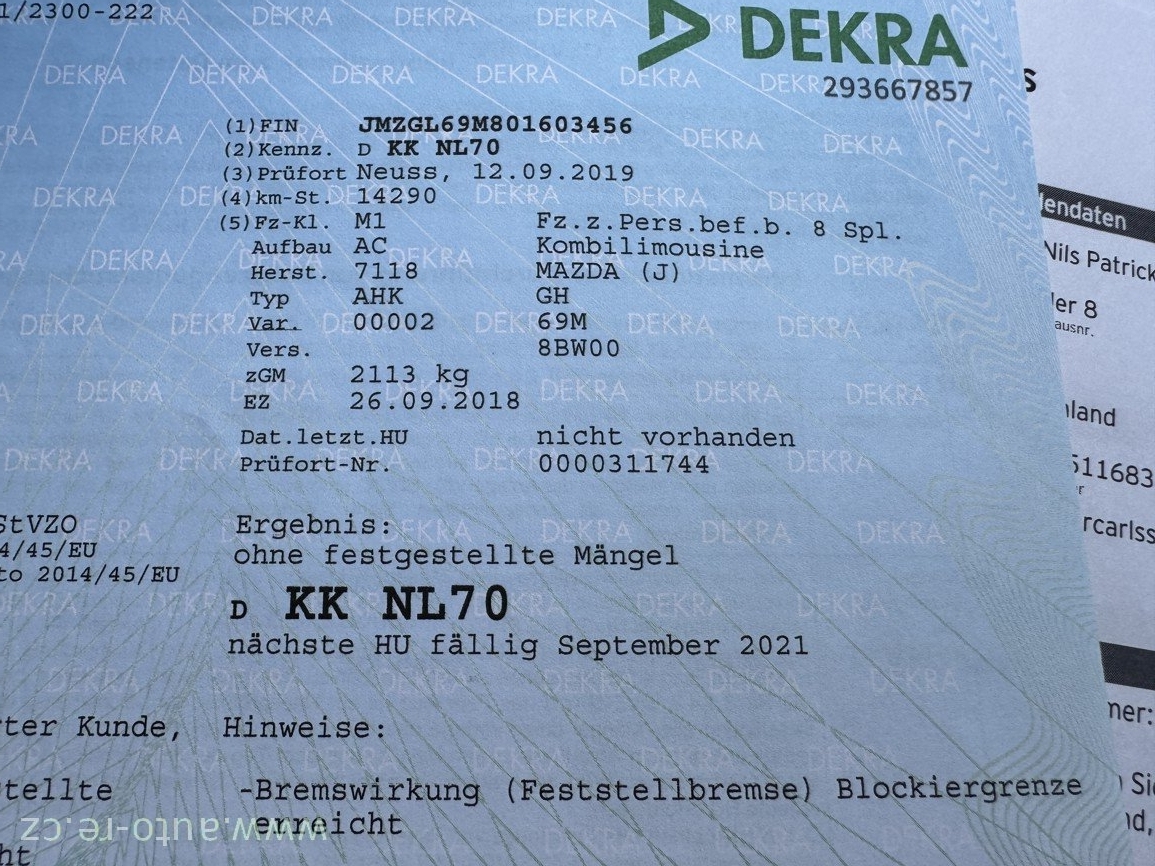 1/2300-222
DEKRA
293667857
(1)FIN JMZGL69M801603456
(2)Kennz. D KK NL70
(3)Prüfort Neuss, 12.09.2019
(4)km-St. 14290
(5)Fz-Kl. M1 Fz.z.Pers.bef.b. 8 Spl.
Aufbau AC Kombilimousine
Herst. 7118 MAZDA (J)
Typ AHK GH
Var. 00002 69M
Vers. 8BW00
zGM 2113 kg
EZ 26.09.2018
Dat.letzt.HU nicht vorhanden
Prüfort-Nr. 0000311744
StVZO
4/45/EU
to 2014/45/EU
Ergebnis:
ohne festgestellte Mängel
D KK NL70
nächste HU fällig September 2021
rter Kunde,
Hinweise:
tellte
-Bremswirkung (Feststellbremse) Blockiergrenze
erreicht
ht
www.auto-re.cz
s
lendaten
Nils Patrick
ler 8
ausnr.
land
511683
r
rcarlss
mer:
Sie
nd,